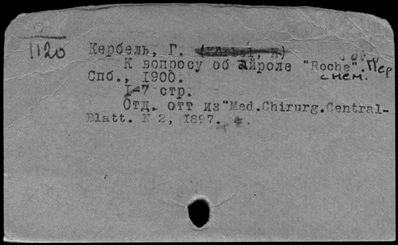 1120
Кербель, Г. (Körbel, H.)
К вопросу об айроле "Roche". Пер
с нем.
Спб., 1900.
1-7 стр.
Отд. отт из "Med.Chirurg.Central-
Blatt. N 2, 1897.